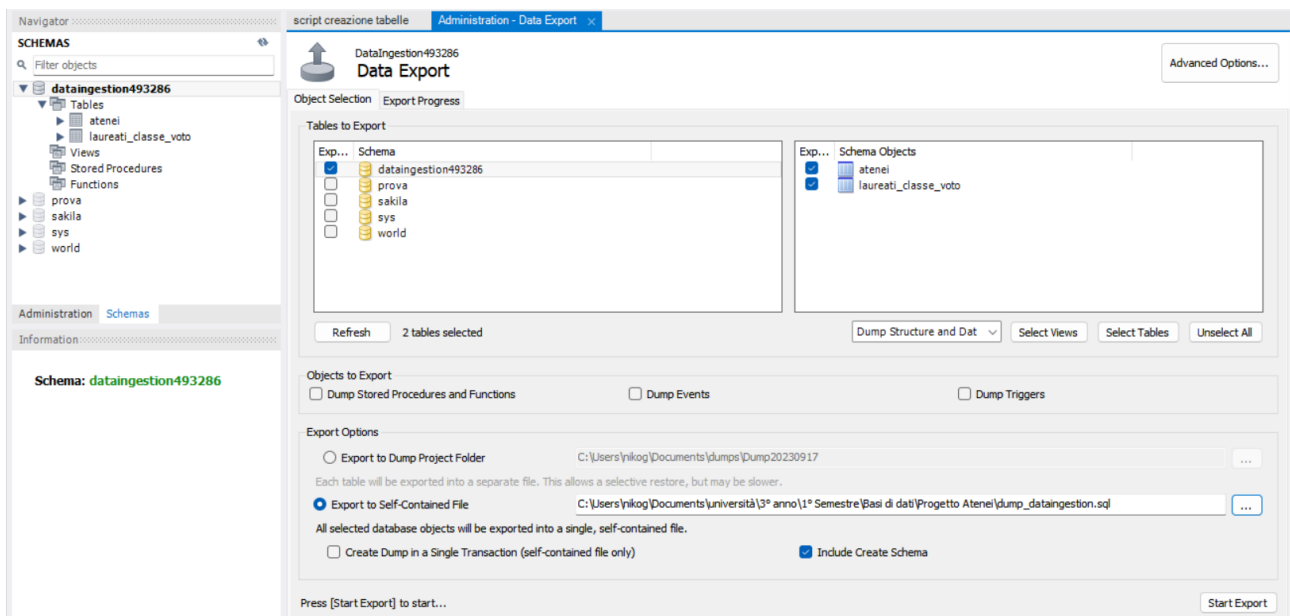 Navigator
SCHEMAS
Filter objects
dataingestion493286
Tables
atenei
laureati_classe_voto
Views
Stored Procedures
Functions
prova
sakila
sys
world
Administration Schemas
Information
Schema: dataingestion493286
script creazione tabelle Administration - Data Export
DataIngestion493286
Data Export
Advanced Options...
Object Selection Export Progress
Tables to Export
Exp... Schema
dataingestion493286
prova
sakila
sys
world
Exp... Schema Objects
atenei
laureati_classe_voto
Refresh 2 tables selected Dump Structure and Dat Select Views Select Tables Unselect All
Objects to Export
Dump Stored Procedures and Functions Dump Events Dump Triggers
Export Options
Export to Dump Project Folder C:\Users\nikog\Documents\dumps\Dump20230917 ...
Each table will be exported into a separate file. This allows a selective restore, but may be slower.
Export to Self-Contained File C:\Users\nikog\Documents\università\3° anno\1° Semestre\Basi di dati\Progetto Atenei\dump_dataingestion.sql ...
All selected database objects will be exported into a single, self-contained file.
Create Dump in a Single Transaction (self-contained file only) Include Create Schema
Press [Start Export] to start... Start Export